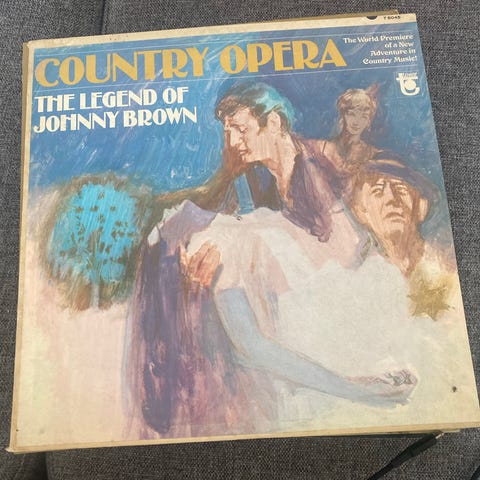 T 5045
COUNTRY OPERA
The World Premiere
of a New
Adventure in
Country Music!
THE LEGEND OF
JOHNNY BROWN